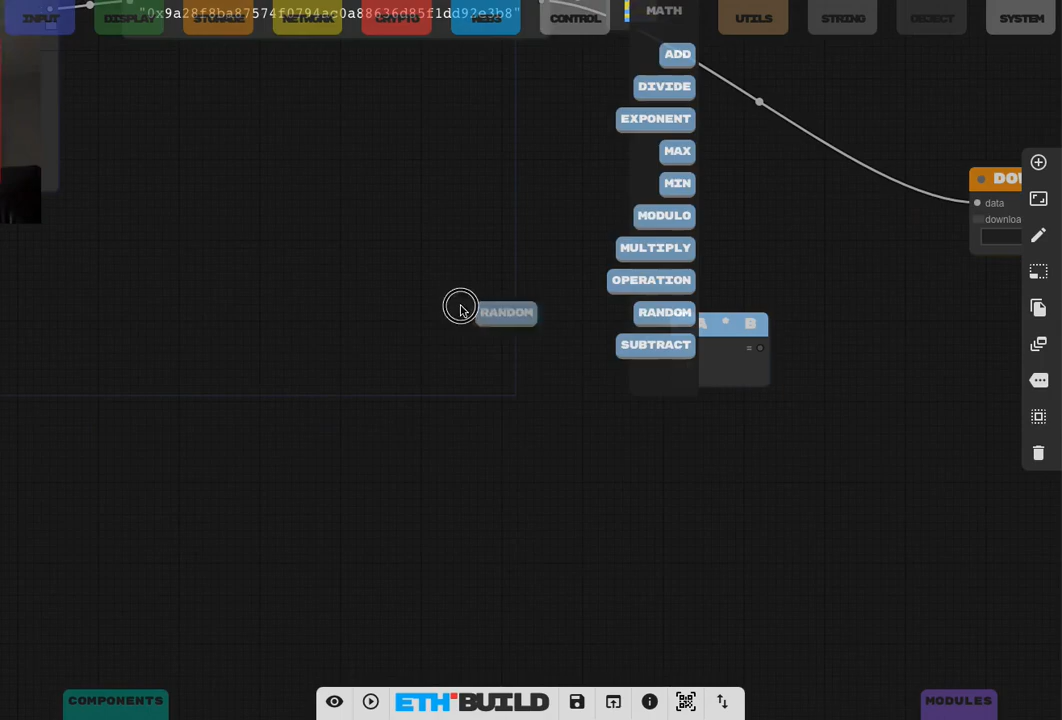 "0x9a28f8ba87574f0794ac0a88636d85f1dd92e3b8"
INPUT DISPLAY STORAGE NETWORK CRYPTO KEYS CONTROL MATH UTILS STRING OBJECT SYSTEM
ADD
DIVIDE
EXPONENT
MAX
MIN
MODULO
MULTIPLY
OPERATION
RANDOM
SUBTRACT
RANDOM
A * B
=
data
COMPONENTS
ETH BUILD
MODULES